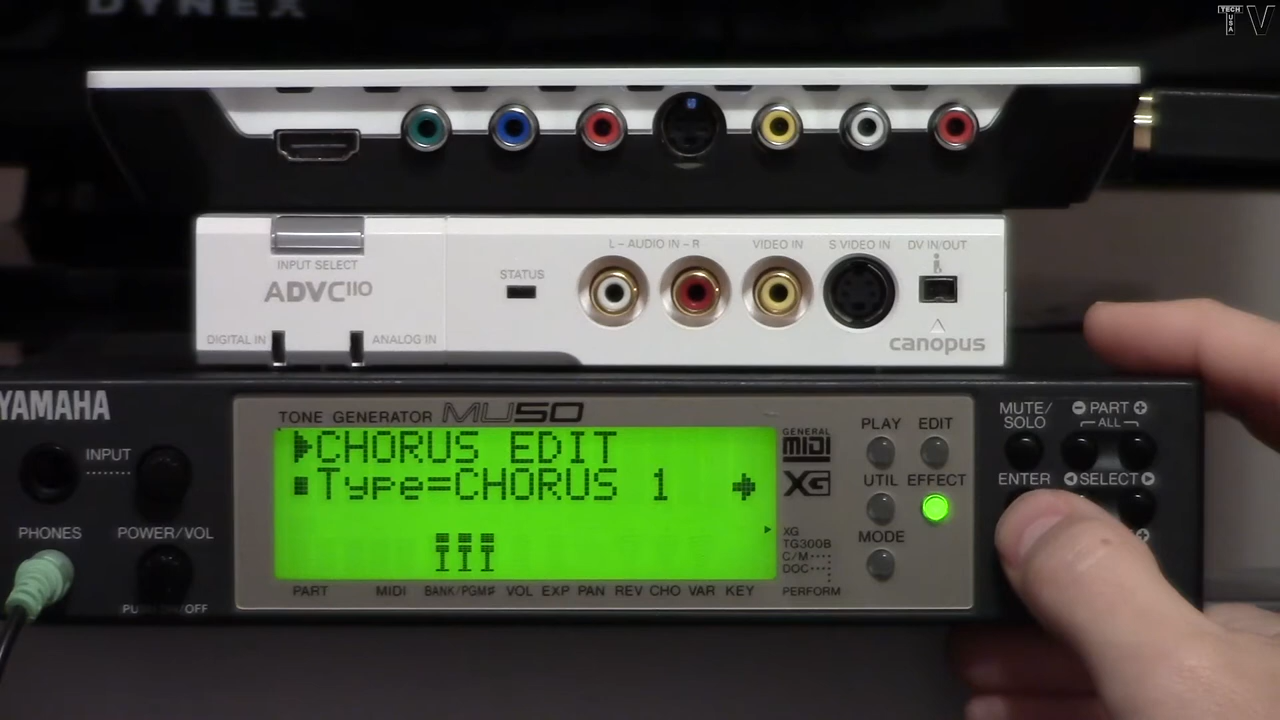 DYNEX
TECH
USA
TV
INPUT SELECT
ADVC110
DIGITAL IN
ANALOG IN
STATUS
L - AUDIO IN - R
VIDEO IN
S VIDEO IN
DV IN/OUT
i
canopus
YAMAHA
INPUT
PHONES
POWER/VOL
TONE GENERATOR MU50
▶CHORUS EDIT
Type=CHORUS 1
PART
MIDI
BANK/PGM#
VOL
EXP
PAN
REV
CHO
VAR
KEY
GENERAL
MIDI
XG
XG
TG300B
C/M
DOC
PERFORM
PLAY
EDIT
UTIL
EFFECT
MODE
MUTE/
SOLO
- PART +
ALL
ENTER
SELECT
+